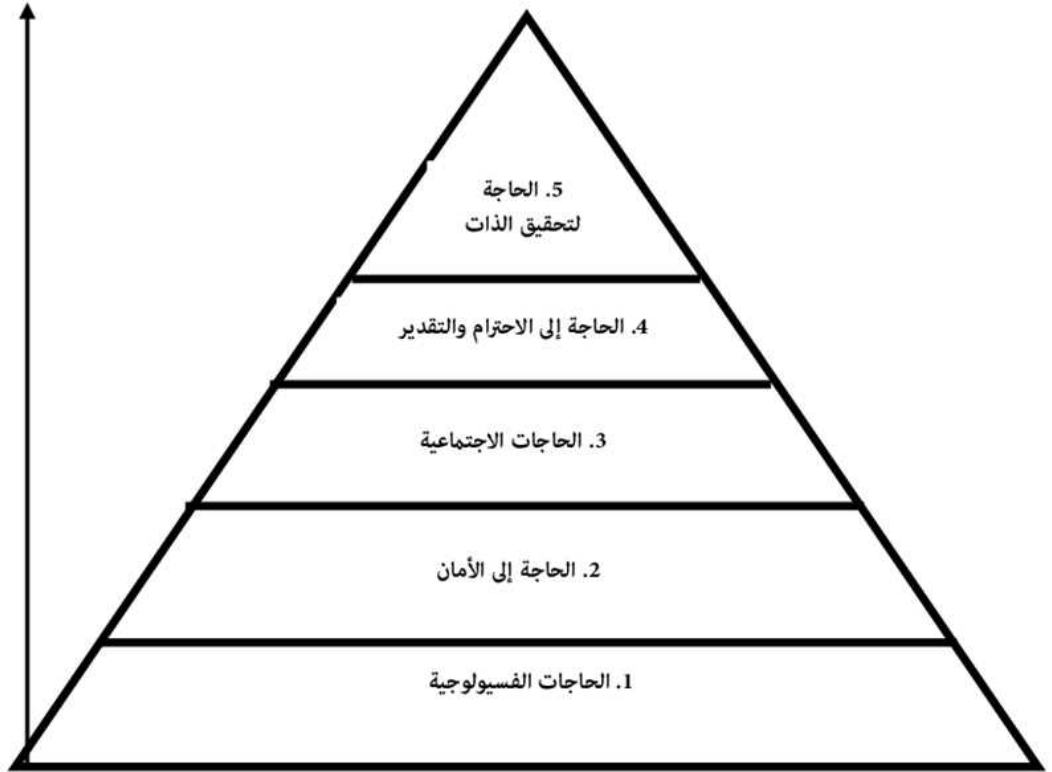 5. الحاجة
لتحقيق الذات
4. الحاجة إلى الاحترام والتقدير
3. الحاجات الاجتماعية
2. الحاجة إلى الأمان
1. الحاجات الفسيولوجية